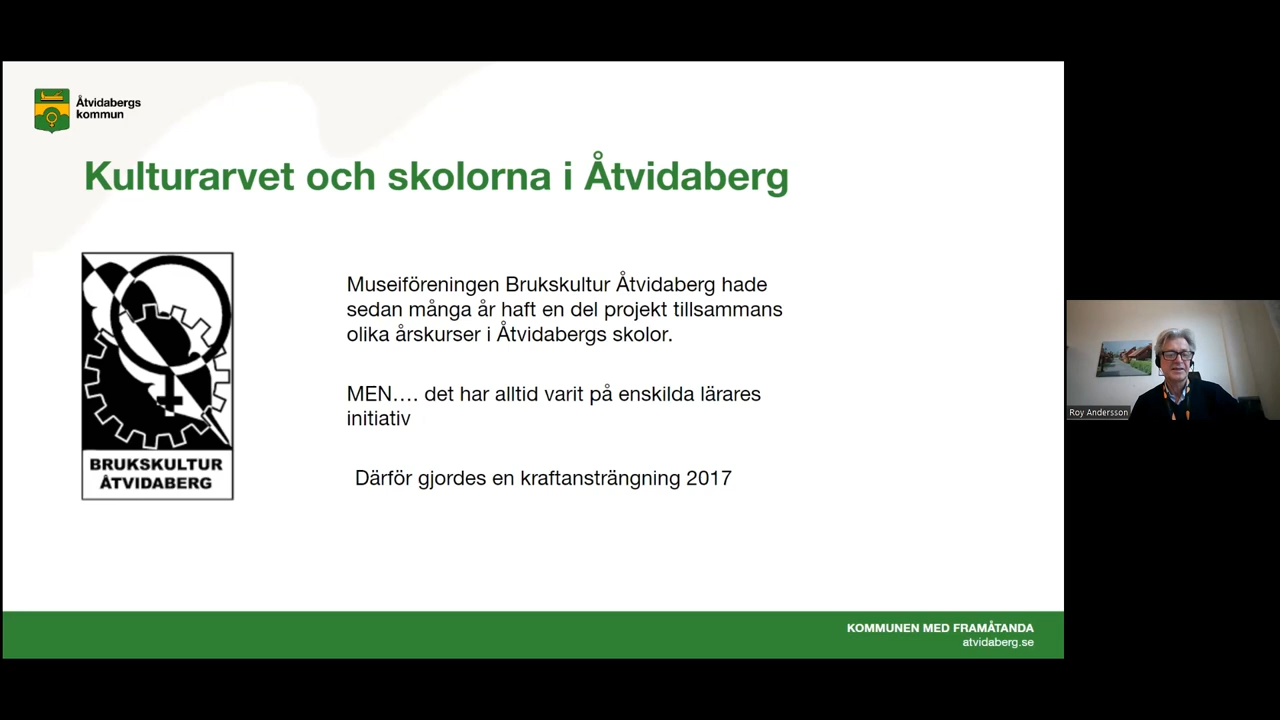 Åtvidabergs
kommun
Kulturarvet och skolorna i Åtvidaberg
Museiföreningen Brukskultur Åtvidaberg hade
sedan många år haft en del projekt tillsammans
olika årskurser i Åtvidabergs skolor.
MEN…. det har alltid varit på enskilda lärares
initiativ
Därför gjordes en kraftansträngning 2017
BRUKSKULTUR
ÅTVIDABERG
Roy Andersson
KOMMUNEN MED FRAMÅTANDA
atvidaberg.se